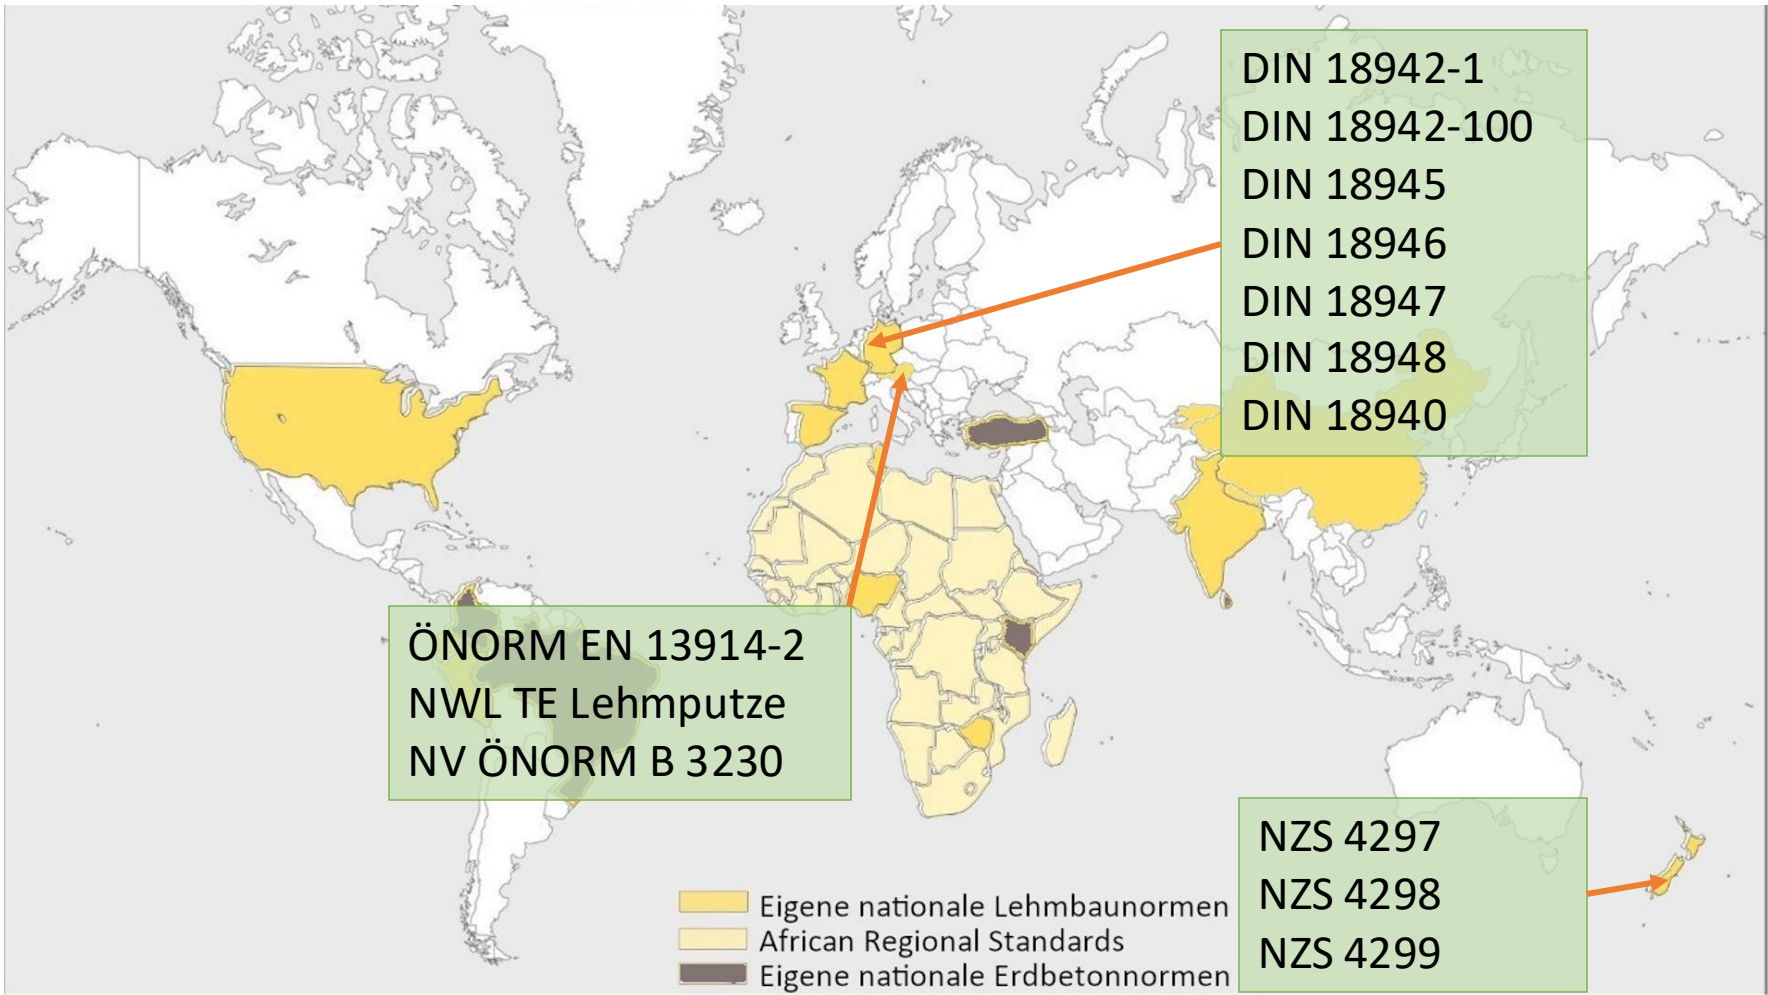 DIN 18942-1
DIN 18942-100
DIN 18945
DIN 18946
DIN 18947
DIN 18948
DIN 18940
ÖNORM EN 13914-2
NWL TE Lehmputze
NV ÖNORM B 3230
NZS 4297
NZS 4298
NZS 4299
Eigene nationale Lehmbaunormen
African Regional Standards
Eigene nationale Erdbetonnormen